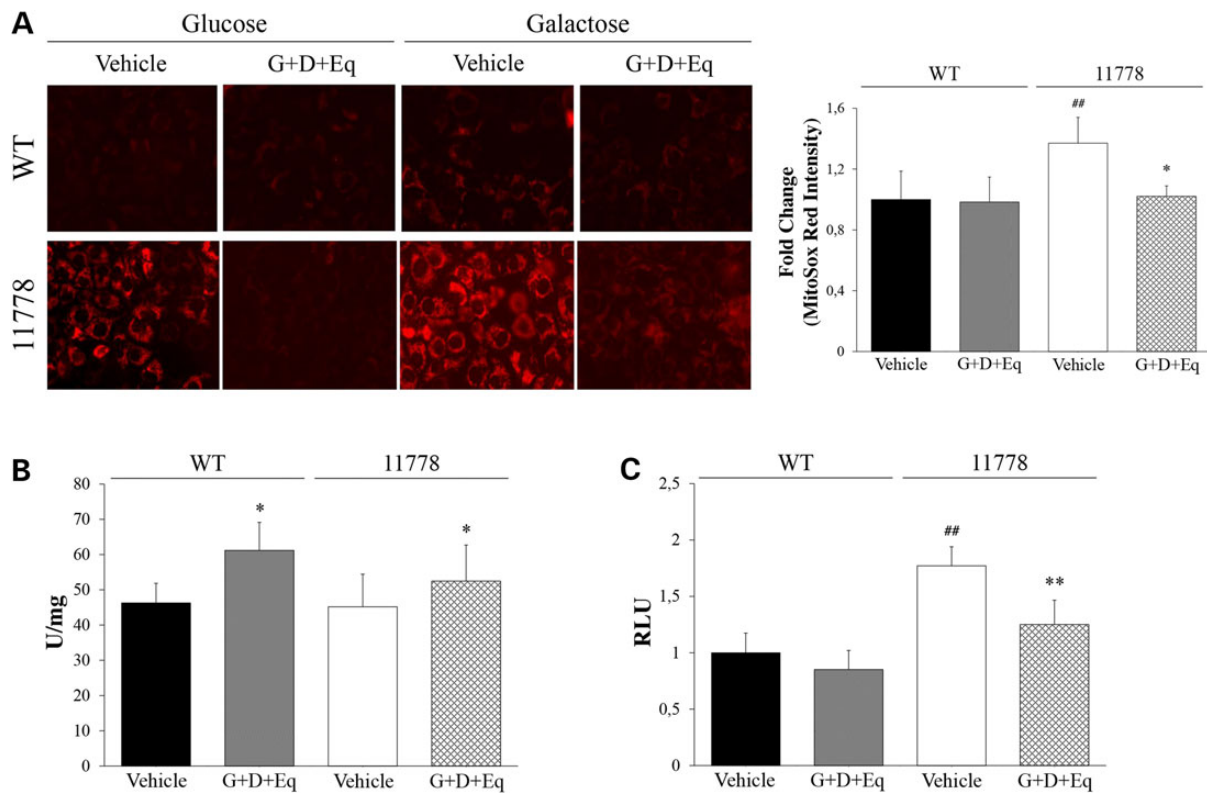 A
Glucose Galactose
Vehicle G+D+Eq Vehicle G+D+Eq
WT
11778
WT 11778
Fold Change
(MitoSox Red Intensity)
1,6
1,2
0,8
0,4
0
##
*
Vehicle G+D+Eq Vehicle G+D+Eq
B
WT 11778
U/mg
80
70
60
50
40
30
20
10
0
* *
Vehicle G+D+Eq Vehicle G+D+Eq
C
WT 11778
RLU
2,5
2
1,5
1
0,5
0
##
**
Vehicle G+D+Eq Vehicle G+D+Eq